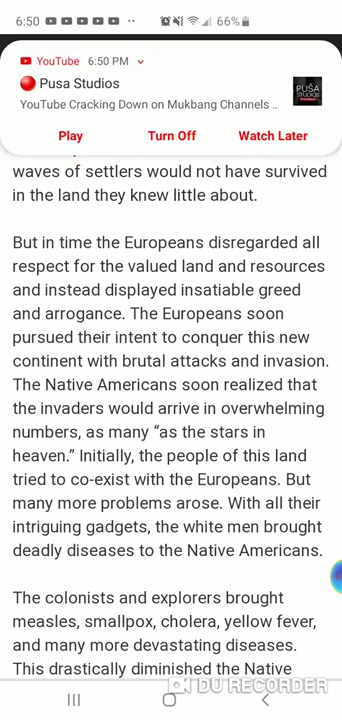 6:50
66%
YouTube 6:50 PM
Pusa Studios
PUŠA
STUDIOS
YouTube Cracking Down on Mukbang Channels ..
Play Turn Off Watch Later
waves of settlers would not have survived
in the land they knew little about.
But in time the Europeans disregarded all
respect for the valued land and resources
and instead displayed insatiable greed
and arrogance. The Europeans soon
pursued their intent to conquer this new
continent with brutal attacks and invasion.
The Native Americans soon realized that
the invaders would arrive in overwhelming
numbers, as many “as the stars in
heaven.” Initially, the people of this land
tried to co-exist with the Europeans. But
many more problems arose. With all their
intriguing gadgets, the white men brought
deadly diseases to the Native Americans.
The colonists and explorers brought
measles, smallpox, cholera, yellow fever,
and many more devastating diseases.
This drastically diminished the Native
DU RECORDER